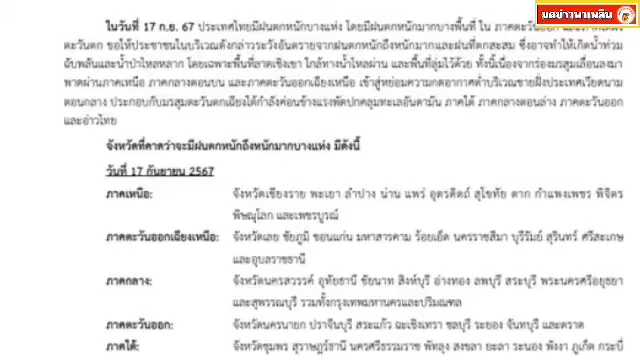 มดข่าวพาเพลิน
ในวันที่ 17 ก.ย. 67 ประเทศไทยมีฝนตกหนักบางแห่ง โดยมีฝนตกหนักมากบางพื้นที่ ใน ภาคตะวันออก
ตะวันตก ขอให้ประชาชนในบริเวณดังกล่าวระวังอันตรายจากฝนตกหนักถึงหนักมากและฝนที่ตกสะสม ซึ่งอาจทำให้เกิดน้ำท่วม
ฉับพลันและน้ำป่าไหลหลาก โดยเฉพาะพื้นที่ลาดเชิงเขา ใกล้ทางน้ำไหลผ่าน และพื้นที่ลุ่มไว้ด้วย ทั้งนี้เนื่องจากร่องมรสุมเลื่อนลงมา
พาดผ่านภาคเหนือ ภาคกลางตอนบน และภาคตะวันออกเฉียงเหนือ เข้าสู่หย่อมความกดอากาศต่ำบริเวณชายฝั่งประเทศเวียดนาม
ตอนกลาง ประกอบกับมรสุมตะวันตกเฉียงใต้กำลังค่อนข้างแรงพัดปกคลุมทะเลอันดามัน ภาคใต้ ภาคกลางตอนล่าง ภาคตะวันออก
และอ่าวไทย
จังหวัดที่คาดว่าจะมีฝนตกหนักถึงหนักมากบางแห่ง มีดังนี้
วันที่ 17 กันยายน 2567
ภาคเหนือ: จังหวัดเชียงราย พะเยา ลำปาง น่าน แพร่ อุตรดิตถ์ สุโขทัย ตาก กำแพงเพชร พิจิตร
พิษณุโลก และเพชรบูรณ์
ภาคตะวันออกเฉียงเหนือ: จังหวัดเลย ชัยภูมิ ขอนแก่น มหาสารคาม ร้อยเอ็ด นครราชสีมา บุรีรัมย์ สุรินทร์ ศรีสะเกษ
และอุบลราชธานี
ภาคกลาง: จังหวัดนครสวรรค์ อุทัยธานี ชัยนาท สิงห์บุรี อ่างทอง ลพบุรี สระบุรี พระนครศรีอยุธยา
และสุพรรณบุรี รวมทั้งกรุงเทพมหานครและปริมณฑล
ภาคตะวันออก: จังหวัดนครนายก ปราจีนบุรี สระแก้ว ฉะเชิงเทรา ชลบุรี ระยอง จันทบุรี และตราด
ภาคใต้: จังหวัดชุมพร สุราษฎร์ธานี นครศรีธรรมราช พัทลุง สงขลา ยะลา ระนอง พังงา ภูเก็ต กระบี่